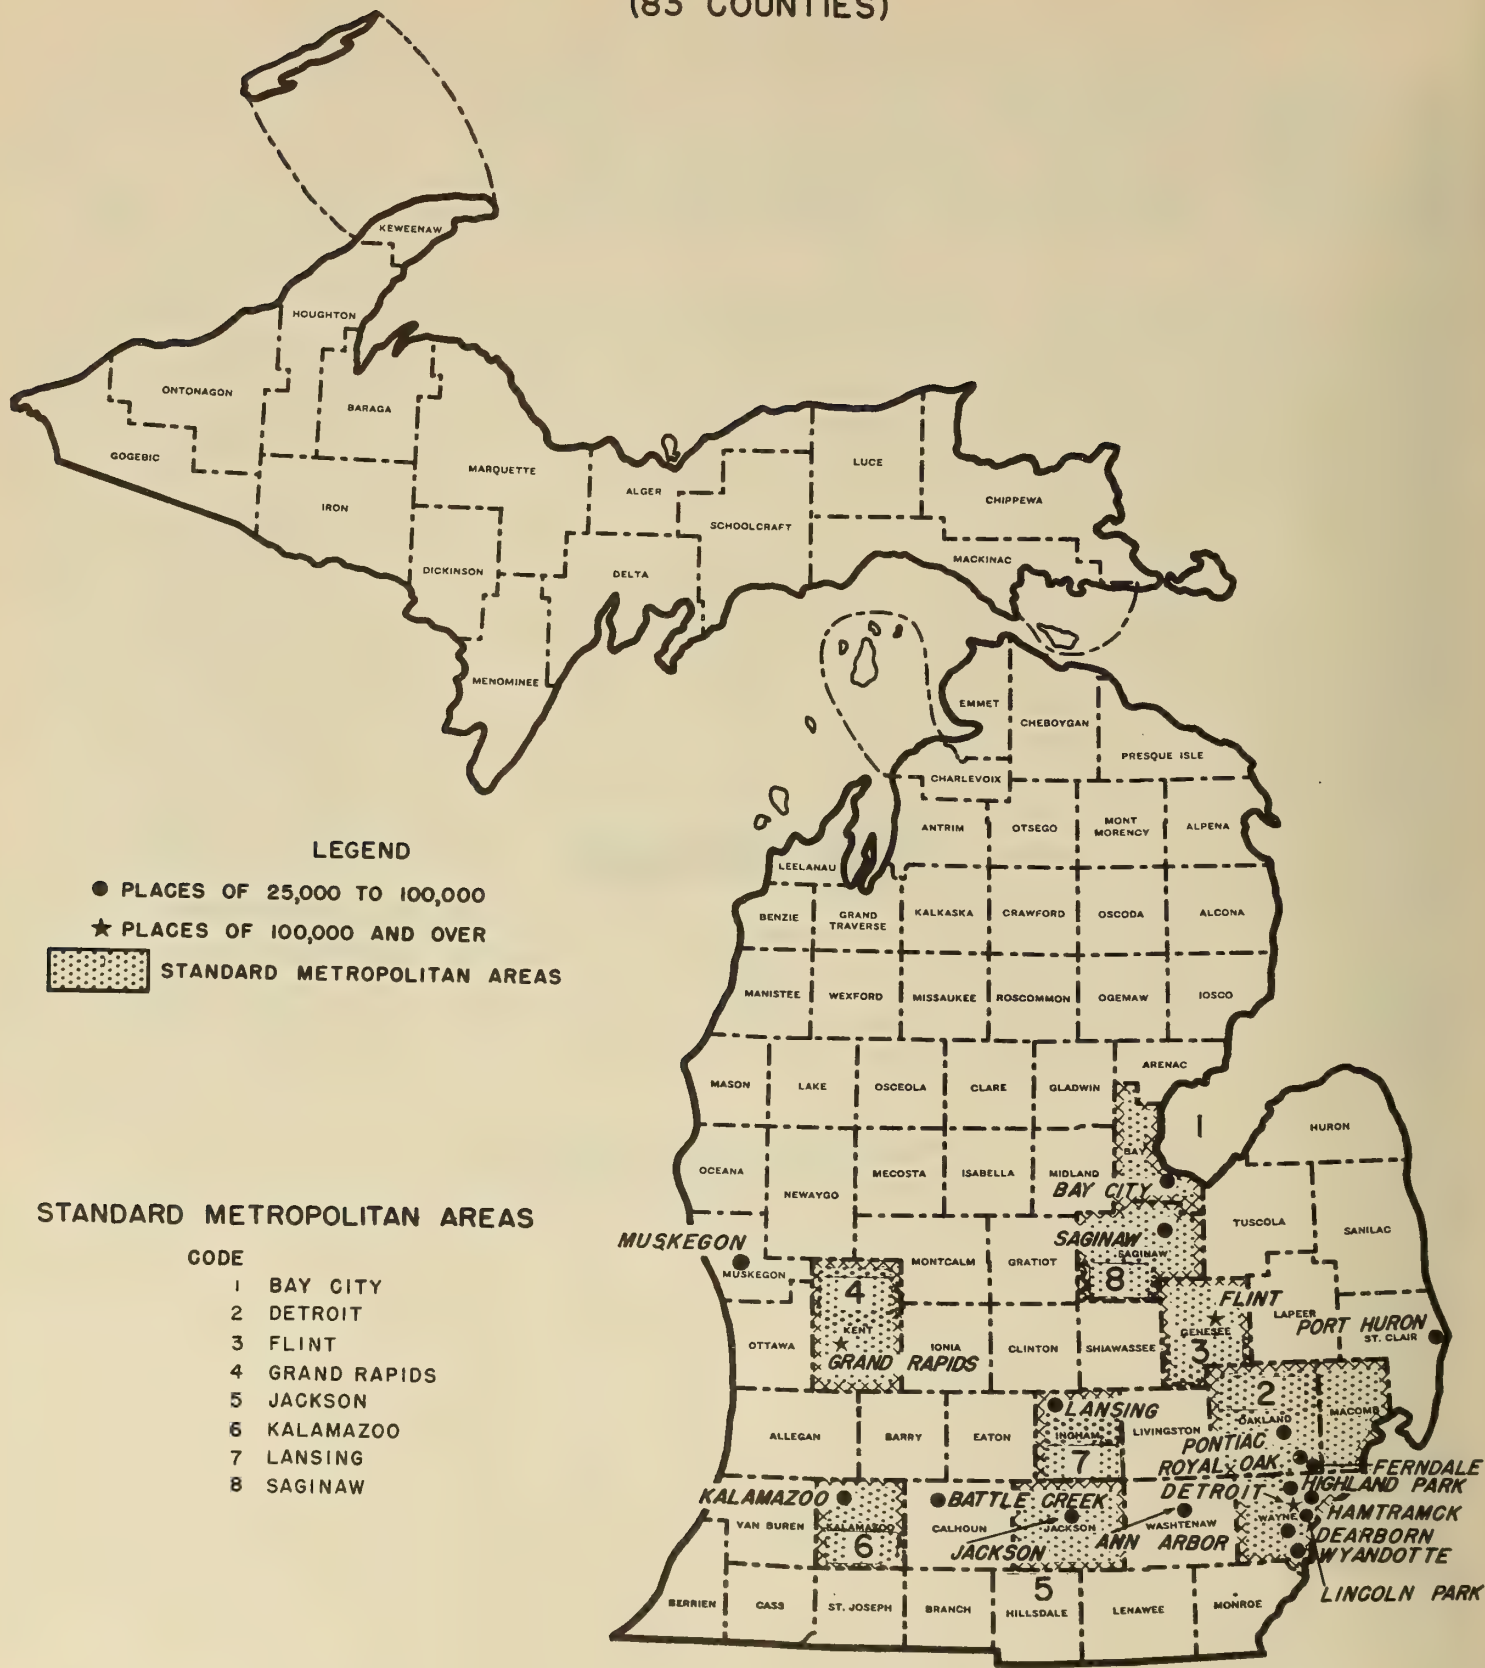 (83 COUNTIES)
KEWEENAW
HOUGHTON
ONTONAGON
BARAGA
GOGEBIC
MARQUETTE
LUCE
ALGER
CHIPPEWA
IRON
SCHOOLCRAFT
MACKINAC
DICKINSON
DELTA
MENOMINEE
EMMET
CHEBOYGAN
PRESQUE ISLE
CHARLEVOIX
ANTRIM
OTSEGO
MONT
MORENCY
ALPENA
LEELANAU
BENZIE
GRAND
TRAVERSE
KALKASKA
CRAWFORD
OSCODA
ALCONA
MANISTEE
WEXFORD
MISSAUKEE
ROSCOMMON
OGEMAW
IOSCO
ARENAC
MASON
LAKE
OSCEOLA
CLARE
GLADWIN
1
HURON
BAY
OCEANA
NEWAYGO
MECOSTA
ISABELLA
MIDLAND
BAY CITY
TUSCOLA
SANILAC
MUSKEGON
MUSKEGON
MONTCALM
GRATIOT
SAGINAW
SAGINAW
8
4
KENT
GRAND RAPIDS
FLINT
GENESEE
3
LAPEER
PORT HURON
ST. CLAIR
OTTAWA
IONIA
CLINTON
SHIAWASSEE
2
OAKLAND
MACOMB
ALLEGAN
BARRY
EATON
LANSING
INGHAM
7
LIVINGSTON
PONTIAC
ROYAL OAK
FERNDALE
HIGHLAND PARK
DETROIT
HAMTRAMCK
WAYNE
DEARBORN
WYANDOTTE
LINCOLN PARK
KALAMAZOO
VAN BUREN
KALAMAZOO
6
BATTLE CREEK
CALHOUN
JACKSON
JACKSON
WASHTENAW
ANN ARBOR
5
BERRIEN
CASS
ST. JOSEPH
BRANCH
HILLSDALE
LENAWEE
MONROE
LEGEND
PLACES OF 25,000 TO 100,000
PLACES OF 100,000 AND OVER
STANDARD METROPOLITAN AREAS
STANDARD METROPOLITAN AREAS
CODE
1 BAY CITY
2 DETROIT
3 FLINT
4 GRAND RAPIDS
5 JACKSON
6 KALAMAZOO
7 LANSING
8 SAGINAW